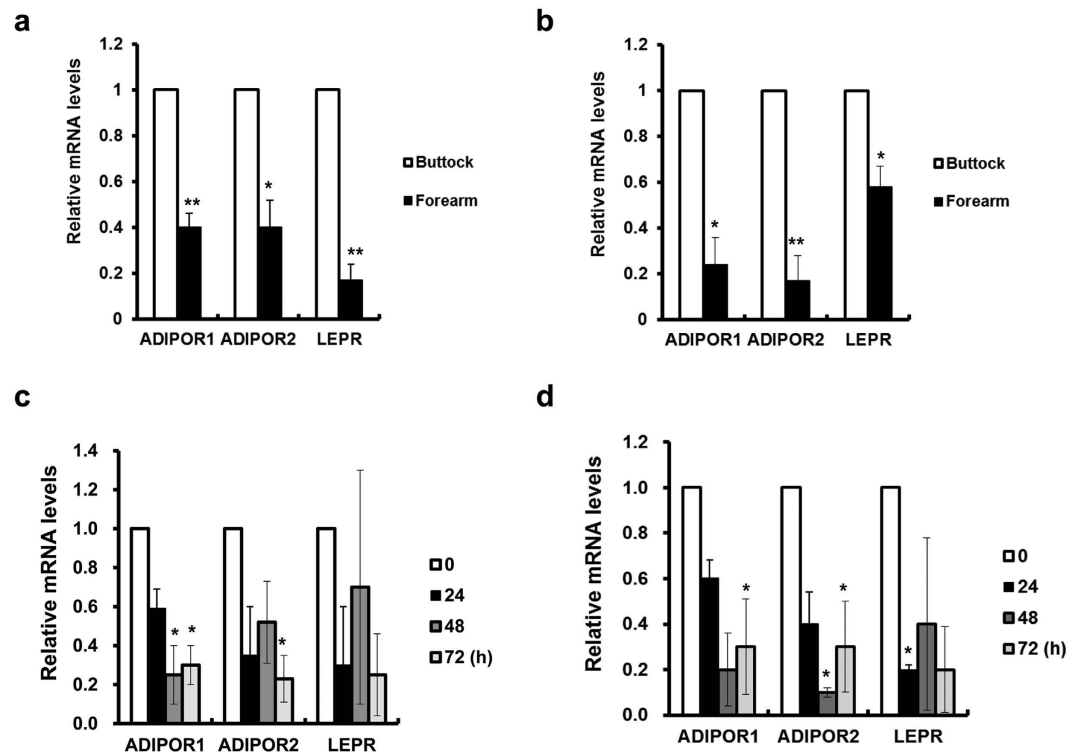 a
Relative mRNA levels
1.2
1
0.8
0.6
0.4
0.2
0
**
*
**
ADIPOR1 ADIPOR2 LEPR
Buttock
Forearm
b
Relative mRNA levels
1.2
1
0.8
0.6
0.4
0.2
0
*
**
*
ADIPOR1 ADIPOR2 LEPR
Buttock
Forearm
c
Relative mRNA levels
1.4
1.2
1.0
0.8
0.6
0.4
0.2
0.0
* *
*
ADIPOR1 ADIPOR2 LEPR
0
24
48
72 (h)
d
Relative mRNA levels
1.2
1.0
0.8
0.6
0.4
0.2
0.0
*
*
*
*
ADIPOR1 ADIPOR2 LEPR
0
24
48
72 (h)